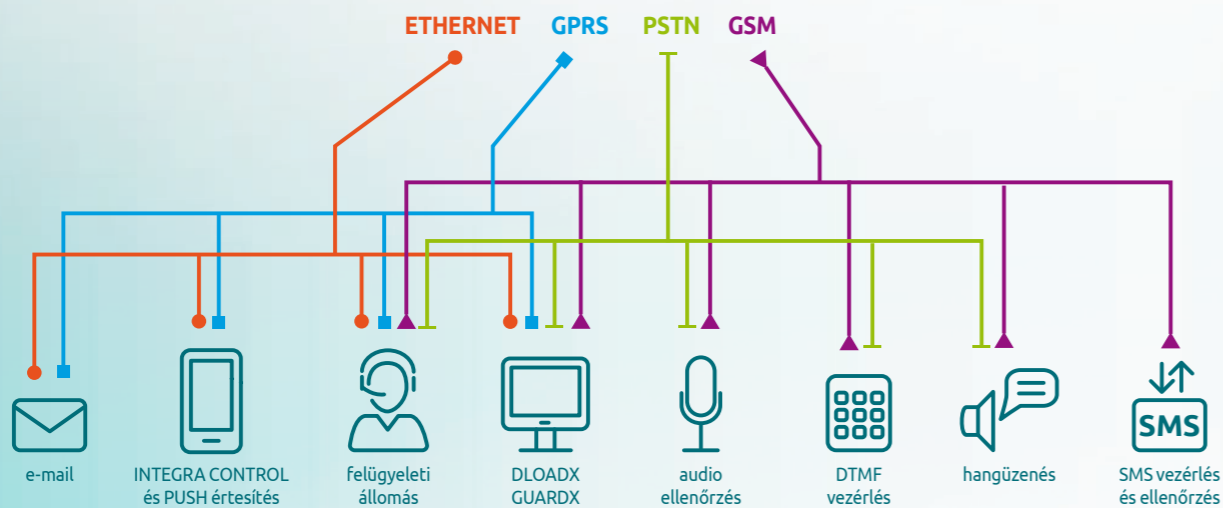 ETHERNET GPRS PSTN GSM
SMS
e-mail
INTEGRA CONTROL
és PUSH értesítés
felügyeleti
állomás
DLOADX
GUARDX
audio
ellenőrzés
DTMF
vezérlés
hangüzenés
SMS vezérlés
és ellenőrzés